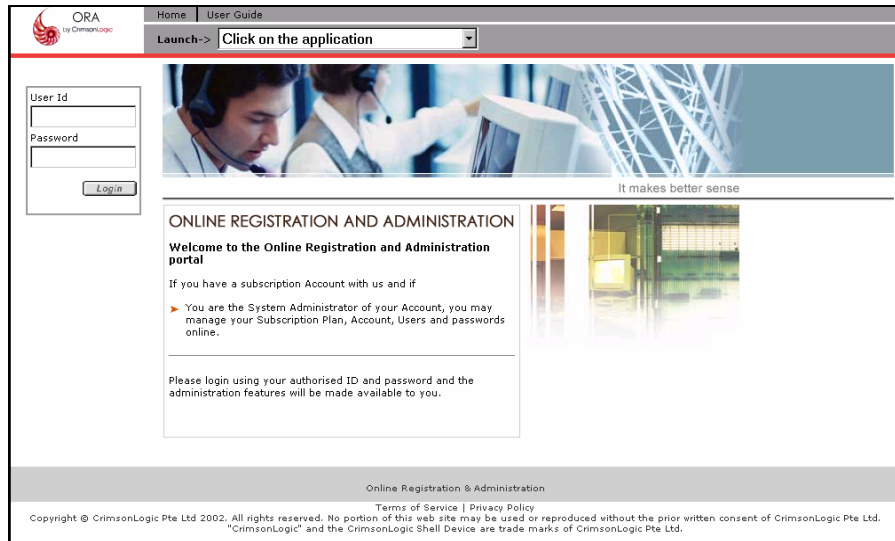 ORA
by CrimsonLogic
Home | User Guide
Launch-> Click on the application
User Id
Password
Login
It makes better sense
ONLINE REGISTRATION AND ADMINISTRATION
Welcome to the Online Registration and Administration
portal
If you have a subscription Account with us and if
You are the System Administrator of your Account, you may
manage your Subscription Plan, Account, Users and passwords
online.
Please login using your authorised ID and password and the
administration features will be made available to you.
Online Registration & Administration
Terms of Service | Privacy Policy
Copyright © CrimsonLogic Pte Ltd 2002. All rights reserved. No portion of this web site may be used or reproduced without the prior written consent of CrimsonLogic Pte Ltd.
"CrimsonLogic" and the CrimsonLogic Shell Device are trade marks of CrimsonLogic Pte Ltd.